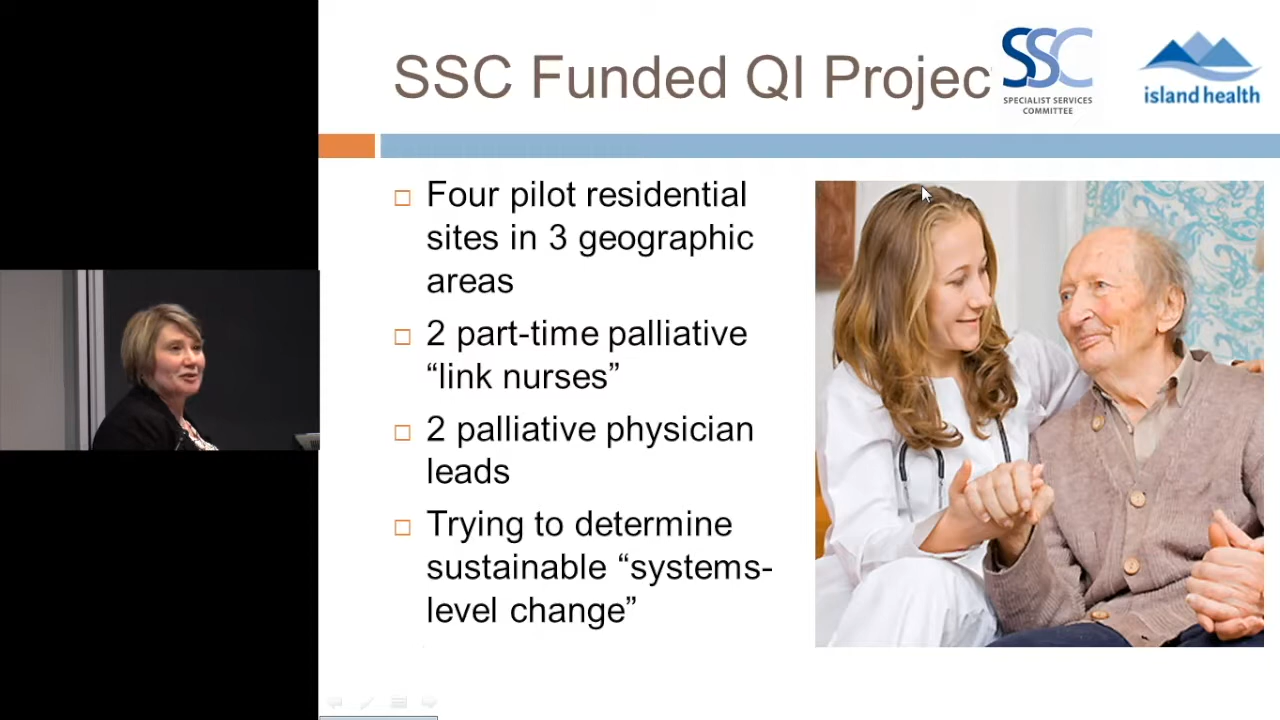 SSC Funded QI Projec
SSC
SPECIALIST SERVICES
COMMITTEE
island health
Four pilot residential
sites in 3 geographic
areas
2 part-time palliative
“link nurses”
2 palliative physician
leads
Trying to determine
sustainable “systems-
level change”